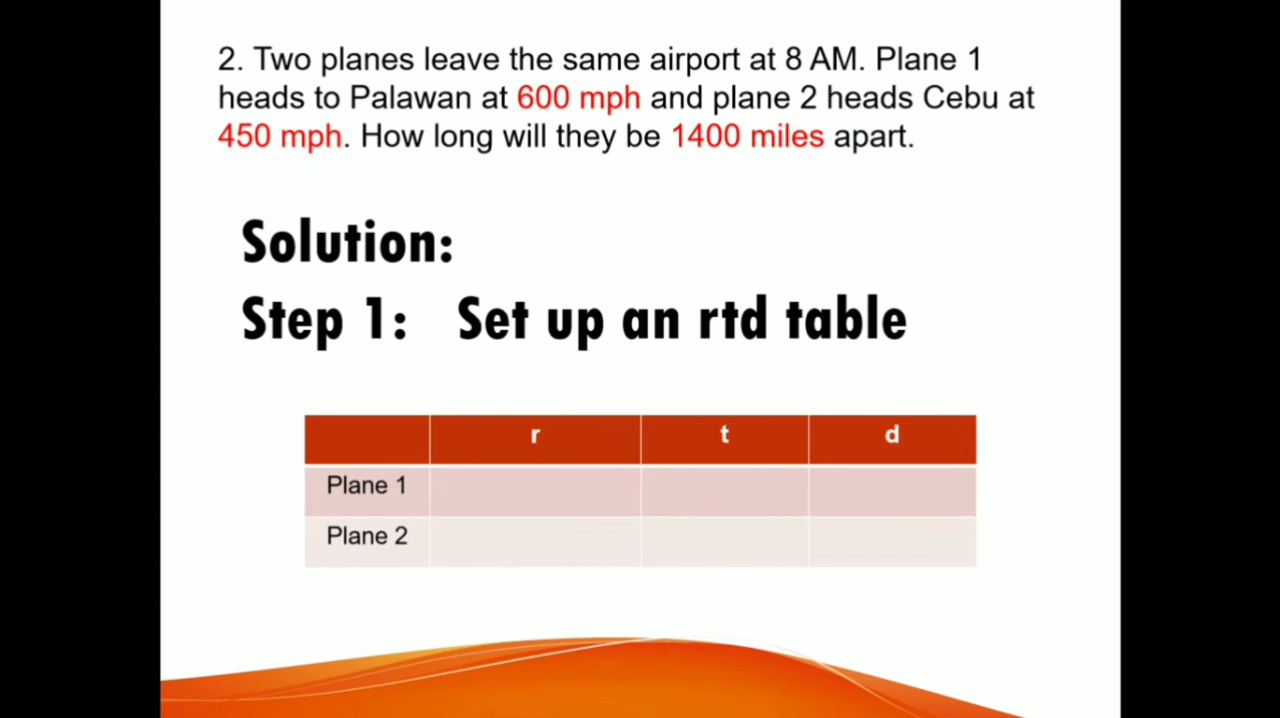 2. Two planes leave the same airport at 8 AM. Plane 1
heads to Palawan at 600 mph and plane 2 heads Cebu at
450 mph. How long will they be 1400 miles apart.
Solution:
Step 1: Set up an rtd table
r t d
Plane 1
Plane 2